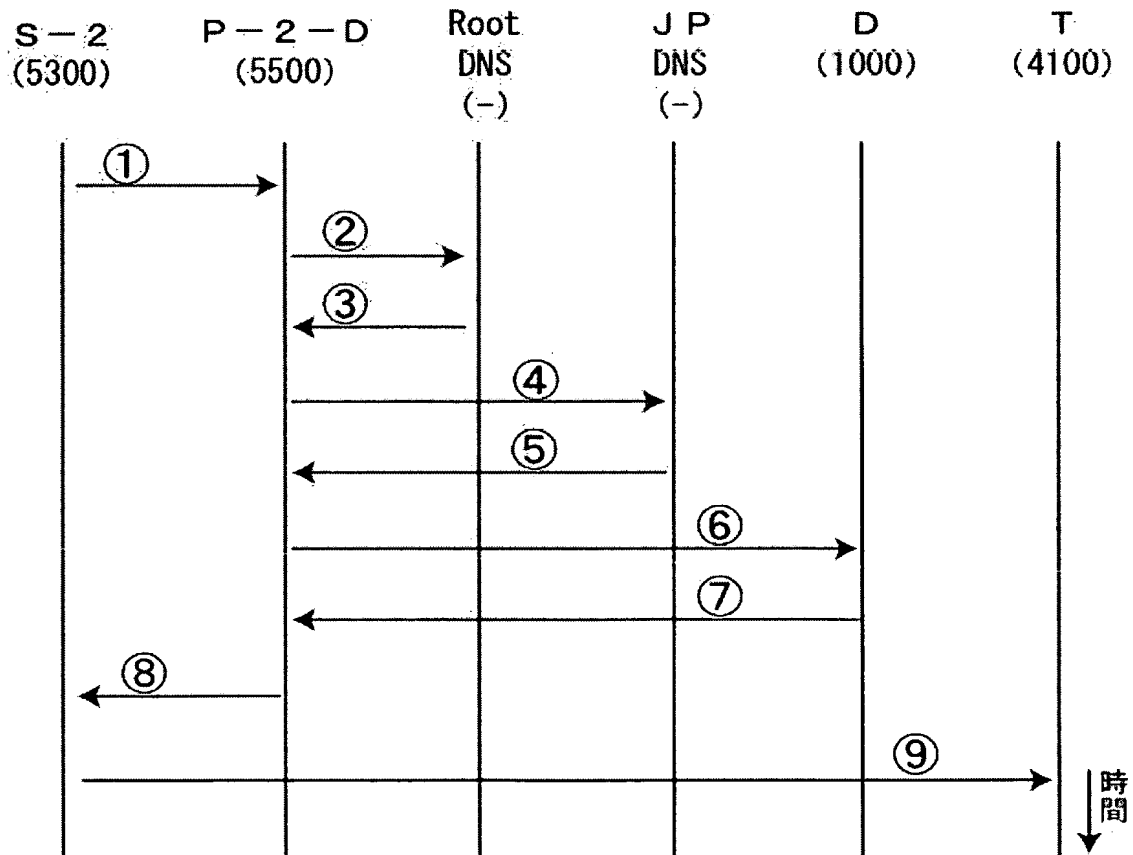 S-2
(5300)
P-2-D
(5500)
Root
DNS
(-)
JP
DNS
(-)
D
(1000)
T
(4100)
①
②
③
④
⑤
⑥
⑦
⑧
⑨
時間